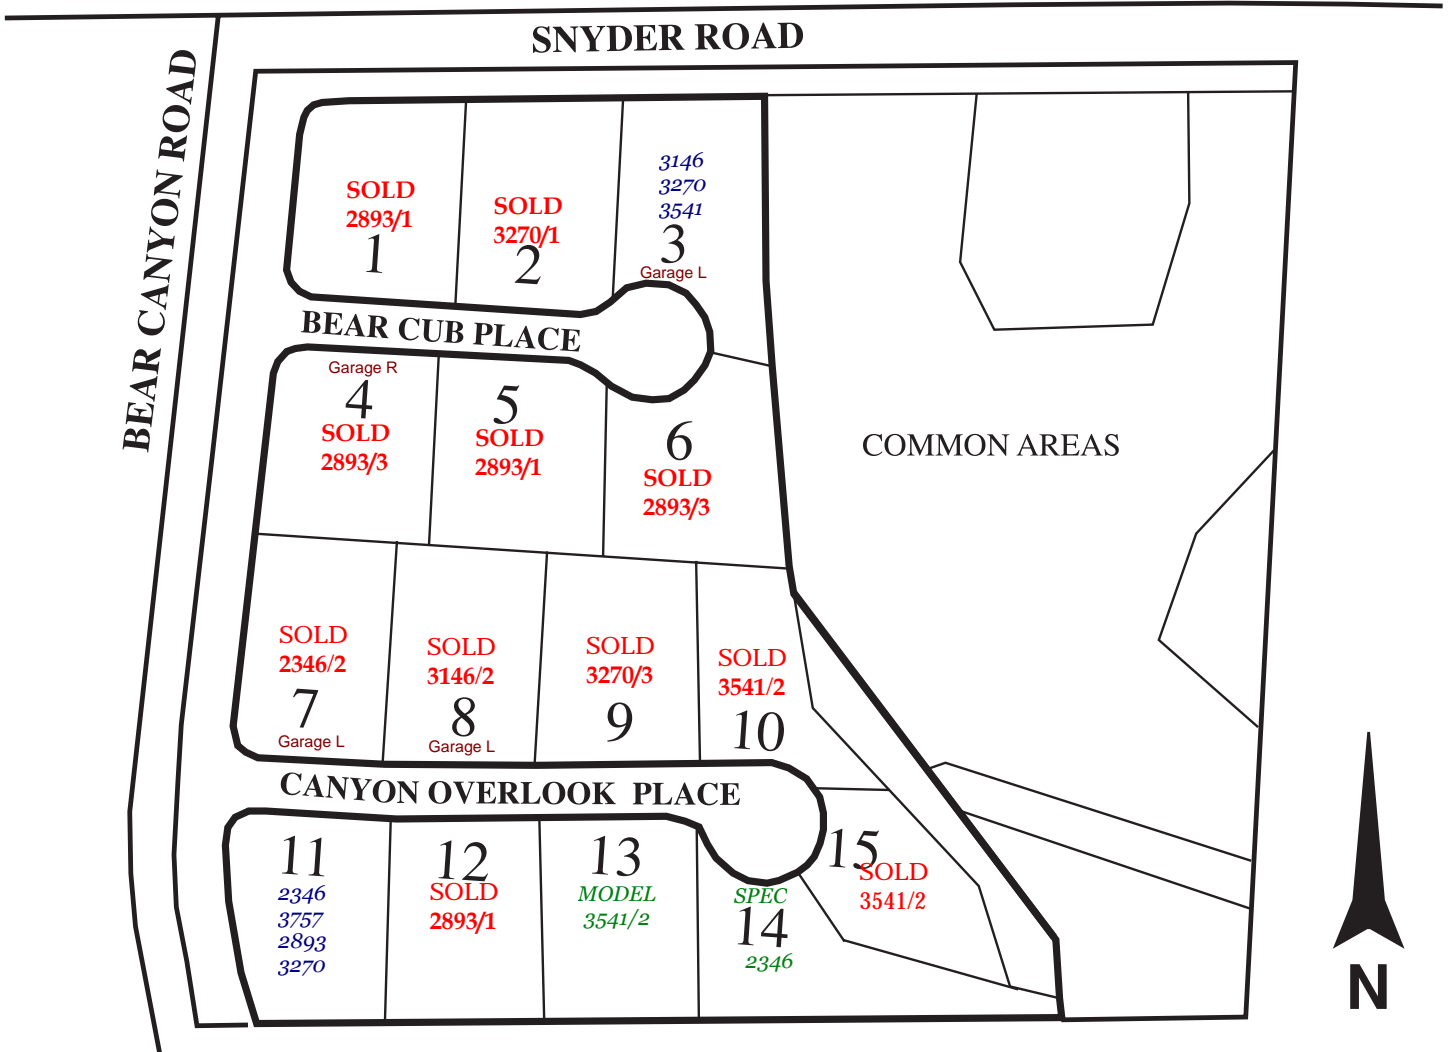 SNYDER ROAD
BEAR CANYON ROAD
SOLD
2893/1
1
SOLD
3270/1
2
3146
3270
3541
3
Garage L
BEAR CUB PLACE
Garage R
4
SOLD
2893/3
5
SOLD
2893/1
6
SOLD
2893/3
COMMON AREAS
SOLD
2346/2
7
Garage L
SOLD
3146/2
8
Garage L
SOLD
3270/3
9
SOLD
3541/2
10
CANYON OVERLOOK PLACE
11
2346
3757
2893
3270
12
SOLD
2893/1
13
MODEL
3541/2
SPEC
14
2346
15
SOLD
3541/2
N